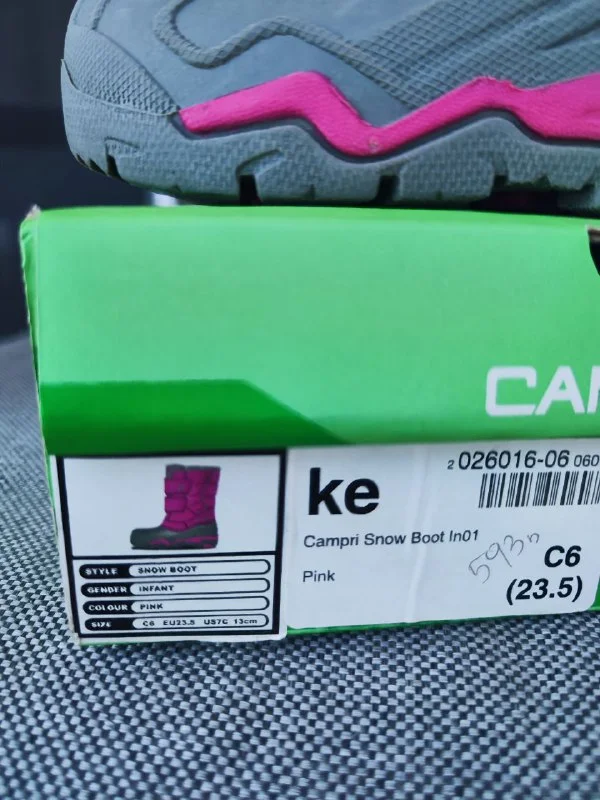 CAM
STYLE SNOW BOOT
GENDER INFANT
COLOUR PINK
SIZE C6 EU23.5 US7C 13cm
ke
2 026016-06 060
Campri Snow Boot In01
Pink
593
C6
(23.5)